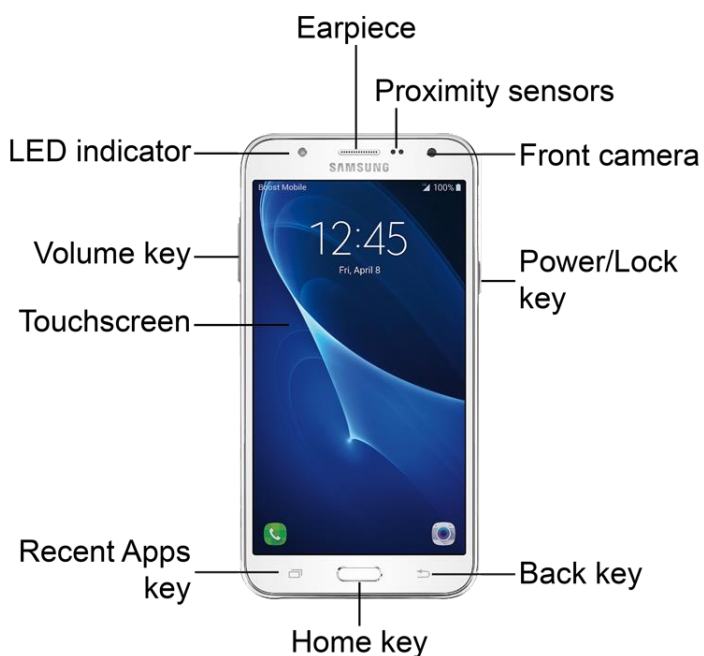 Earpiece
Proximity sensors
LED indicator
Front camera
SAMSUNG
Boost Mobile
100%
12:45
Fri, April 8
Volume key
Power/Lock
key
Touchscreen
Recent Apps
key
Back key
Home key